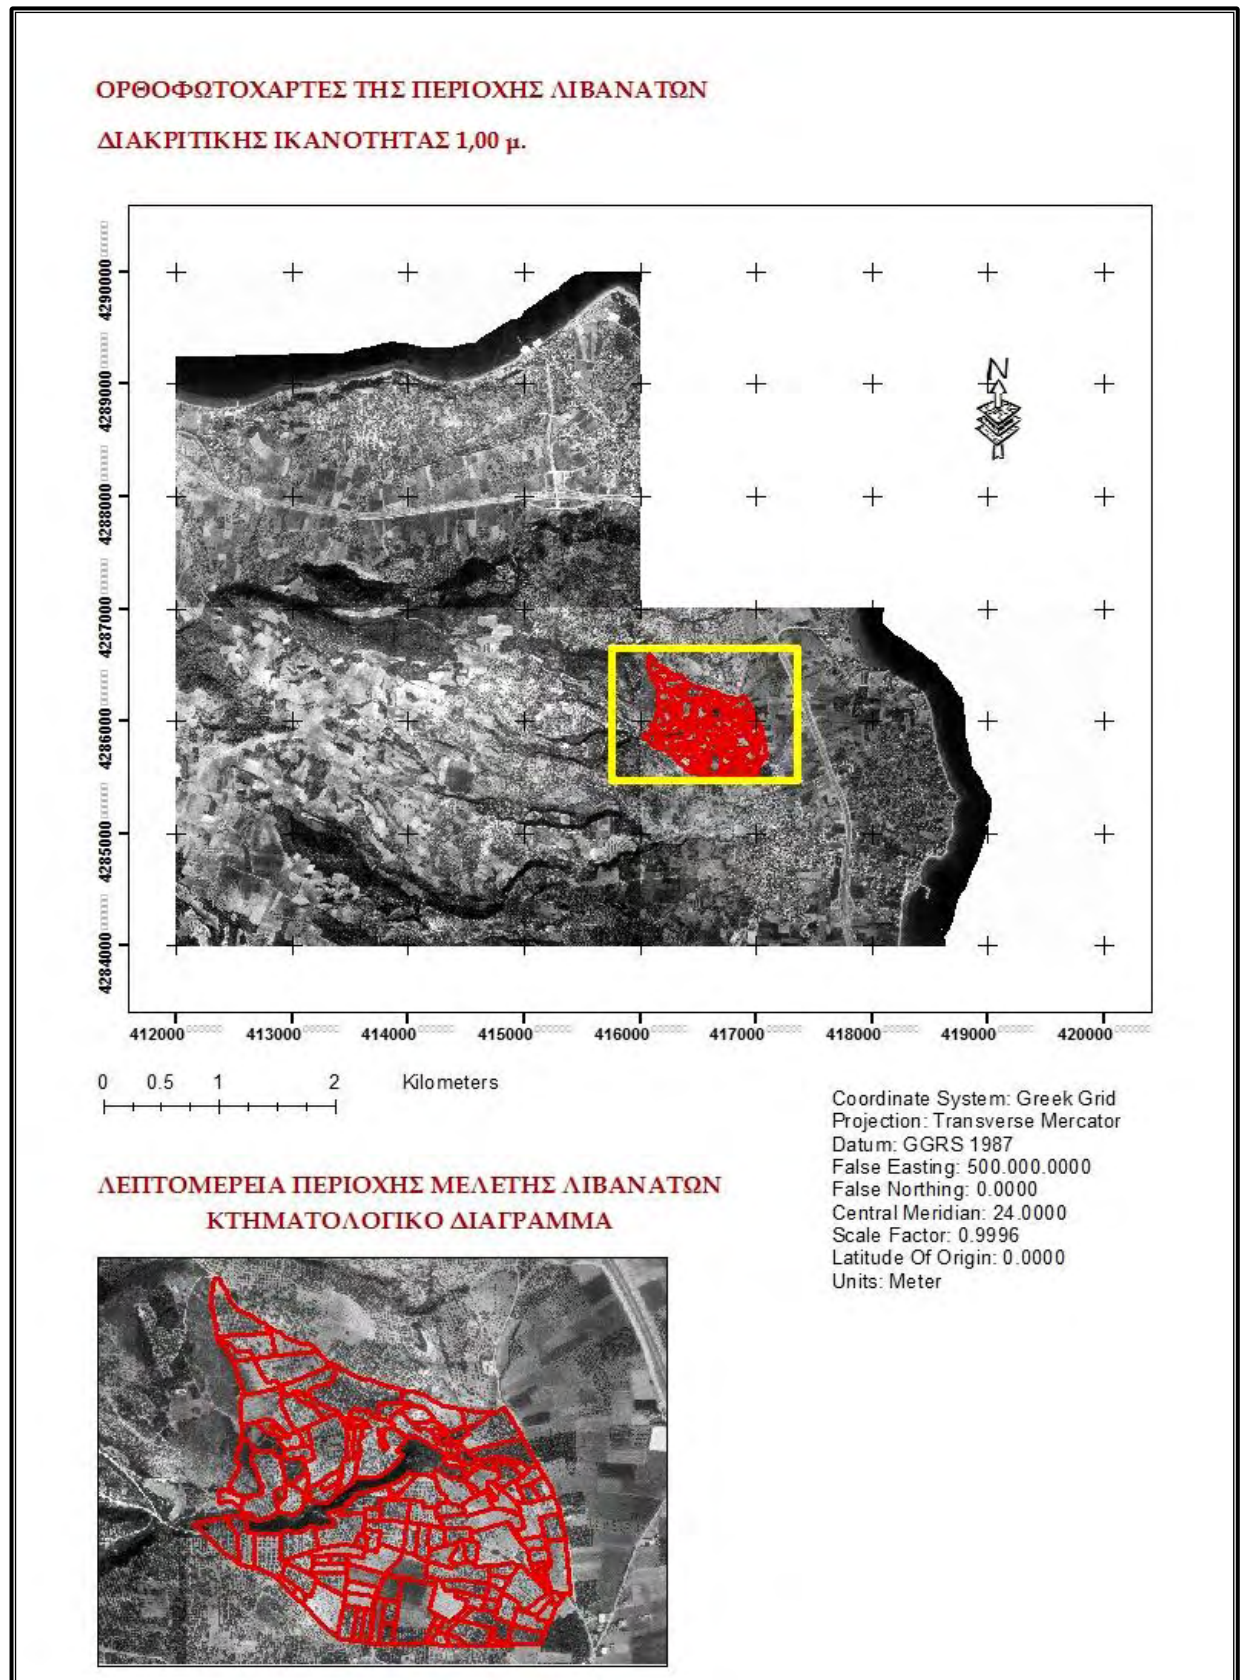 ΟΡΘΟΦΩΤΟΧΑΡΤΕΣ ΤΗΣ ΠΕΡΙΟΧΗΣ ΛΙΒΑΝΑΤΩΝ
ΔΙΑΚΡΙΤΙΚΗΣ ΙΚΑΝΟΤΗΤΑΣ 1,00 μ.
4290000
4289000
4288000
4287000
4286000
4285000
4284000
N
412000 413000 414000 415000 416000 417000 418000 419000 420000
0 0.5 1 2 Kilometers
Coordinate System: Greek Grid
Projection: Transverse Mercator
Datum: GGRS 1987
False Easting: 500.000.0000
False Northing: 0.0000
Central Meridian: 24.0000
Scale Factor: 0.9996
Latitude Of Origin: 0.0000
Units: Meter
ΛΕΠΤΟΜΕΡΕΙΑ ΠΕΡΙΟΧΗΣ ΜΕΛΕΤΗΣ ΛΙΒΑΝΑΤΩΝ
ΚΤΗΜΑΤΟΛΟΓΙΚΟ ΔΙΑΓΡΑΜΜΑ